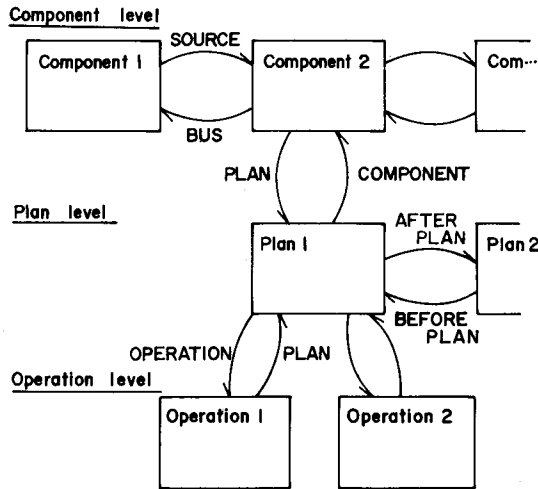 Component level
SOURCE
Component 1
Component 2
Com...
BUS
PLAN
COMPONENT
Plan level
AFTER
PLAN
Plan 1
Plan 2
BEFORE
PLAN
OPERATION
PLAN
Operation level
Operation 1
Operation 2